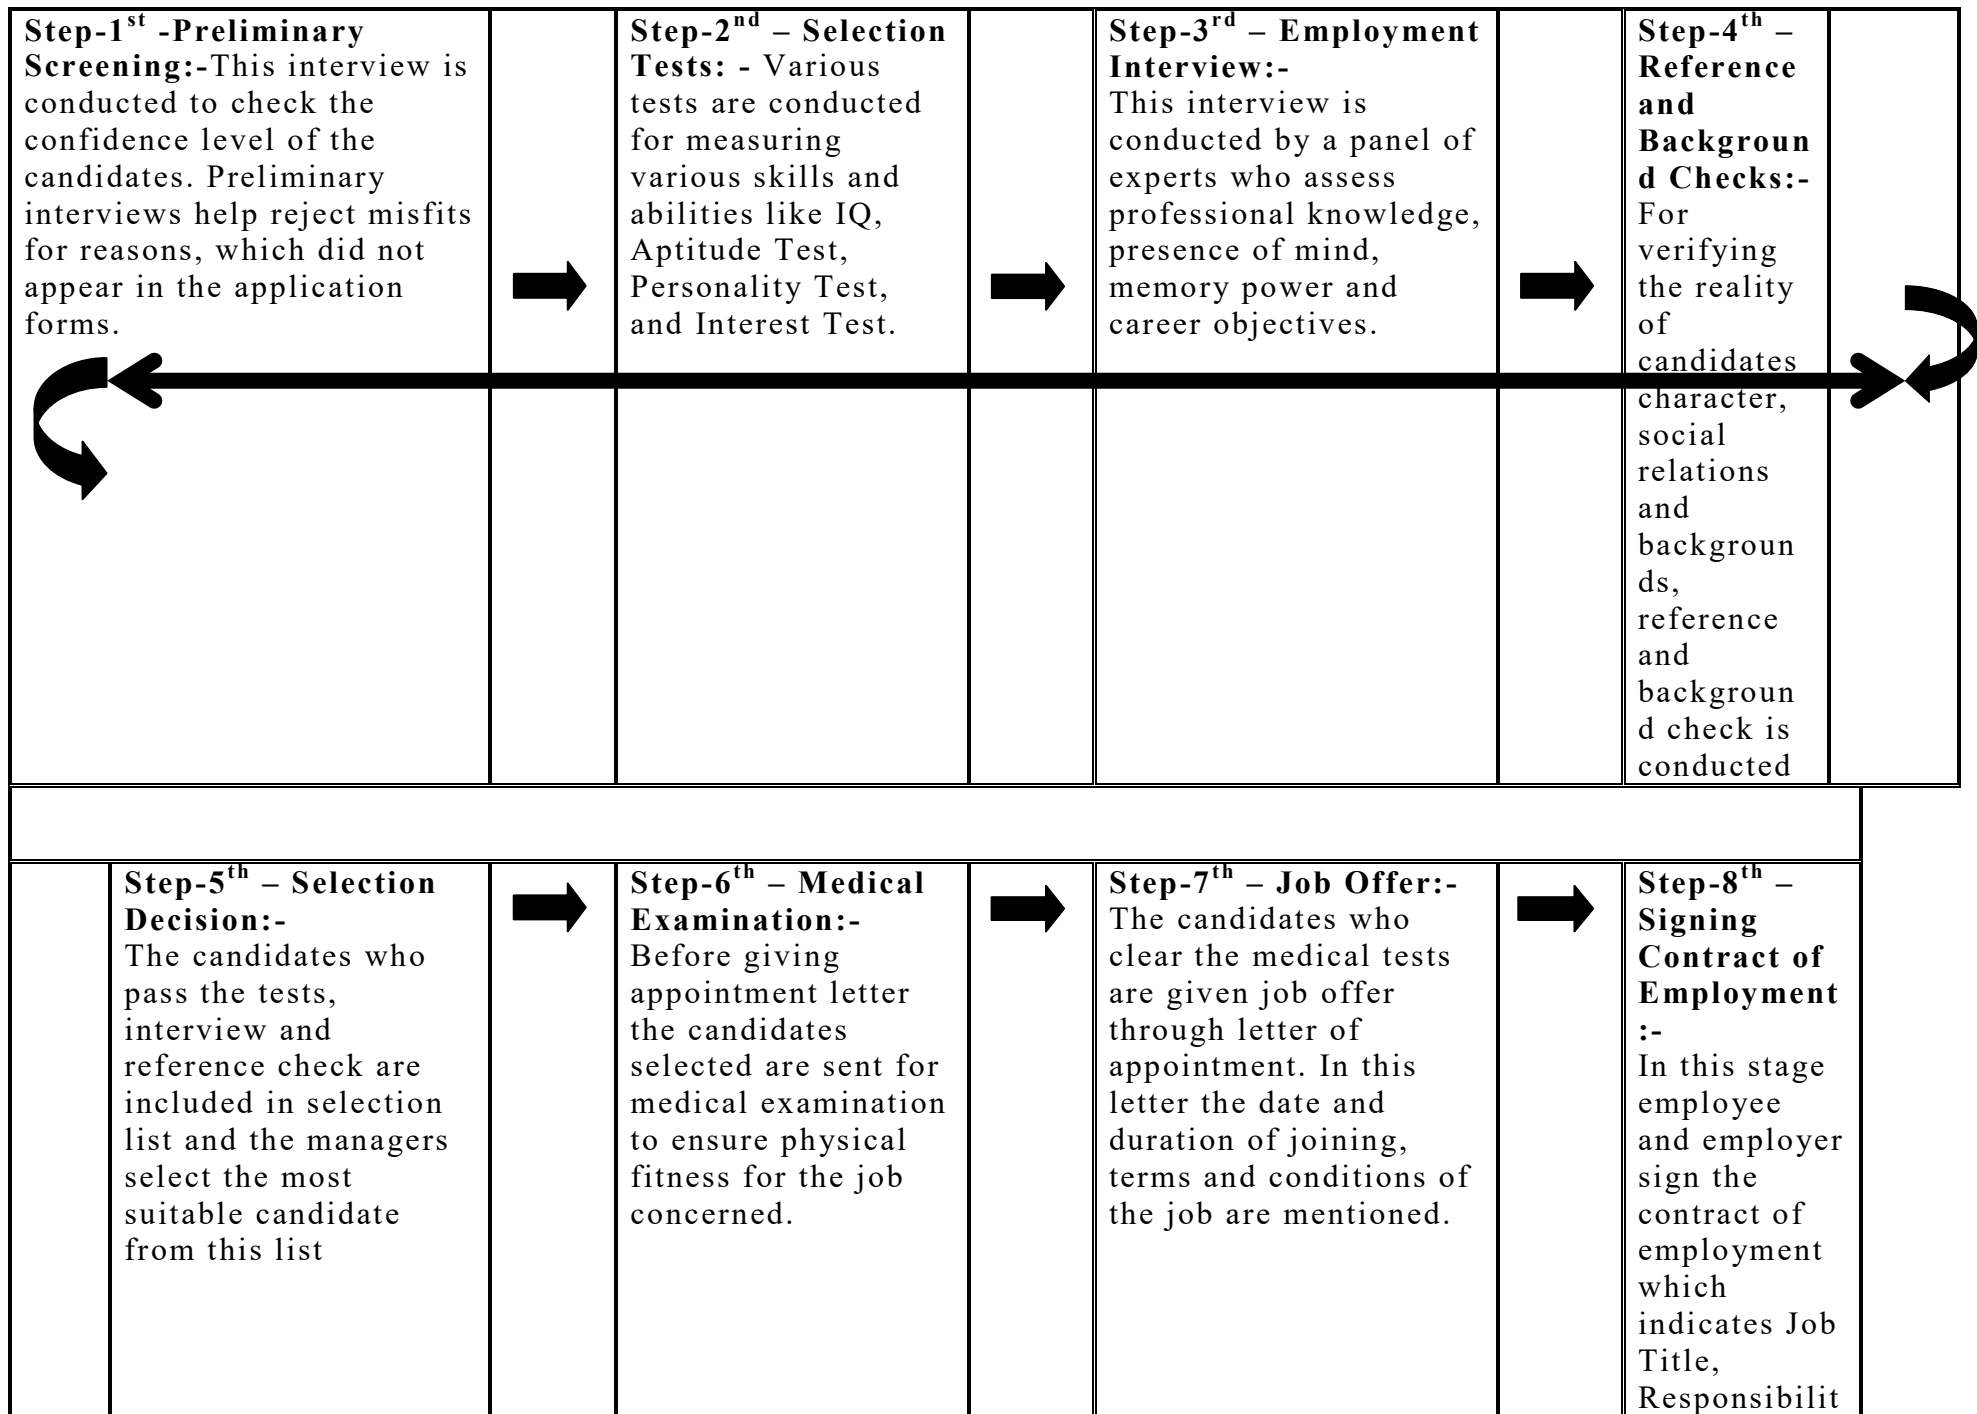 Step-1st -Preliminary
Screening:-This interview is
conducted to check the
confidence level of the
candidates. Preliminary
interviews help reject misfits
for reasons, which did not
appear in the application
forms.
Step-2nd – Selection
Tests: - Various
tests are conducted
for measuring
various skills and
abilities like IQ,
Aptitude Test,
Personality Test,
and Interest Test.
Step-3rd – Employment
Interview:-
This interview is
conducted by a panel of
experts who assess
professional knowledge,
presence of mind,
memory power and
career objectives.
Step-4th –
Reference
and
Backgroun
d Checks:-
For
verifying
the reality
of
candidates
character,
social
relations
and
backgroun
ds,
reference
and
backgroun
d check is
conducted
Step-5th – Selection
Decision:-
The candidates who
pass the tests,
interview and
reference check are
included in selection
list and the managers
select the most
suitable candidate
from this list
Step-6th – Medical
Examination:-
Before giving
appointment letter
the candidates
selected are sent for
medical examination
to ensure physical
fitness for the job
concerned.
Step-7th – Job Offer:-
The candidates who
clear the medical tests
are given job offer
through letter of
appointment. In this
letter the date and
duration of joining,
terms and conditions of
the job are mentioned.
Step-8th –
Signing
Contract of
Employment
:-
In this stage
employee
and employer
sign the
contract of
employment
which
indicates Job
Title,
Responsibilit